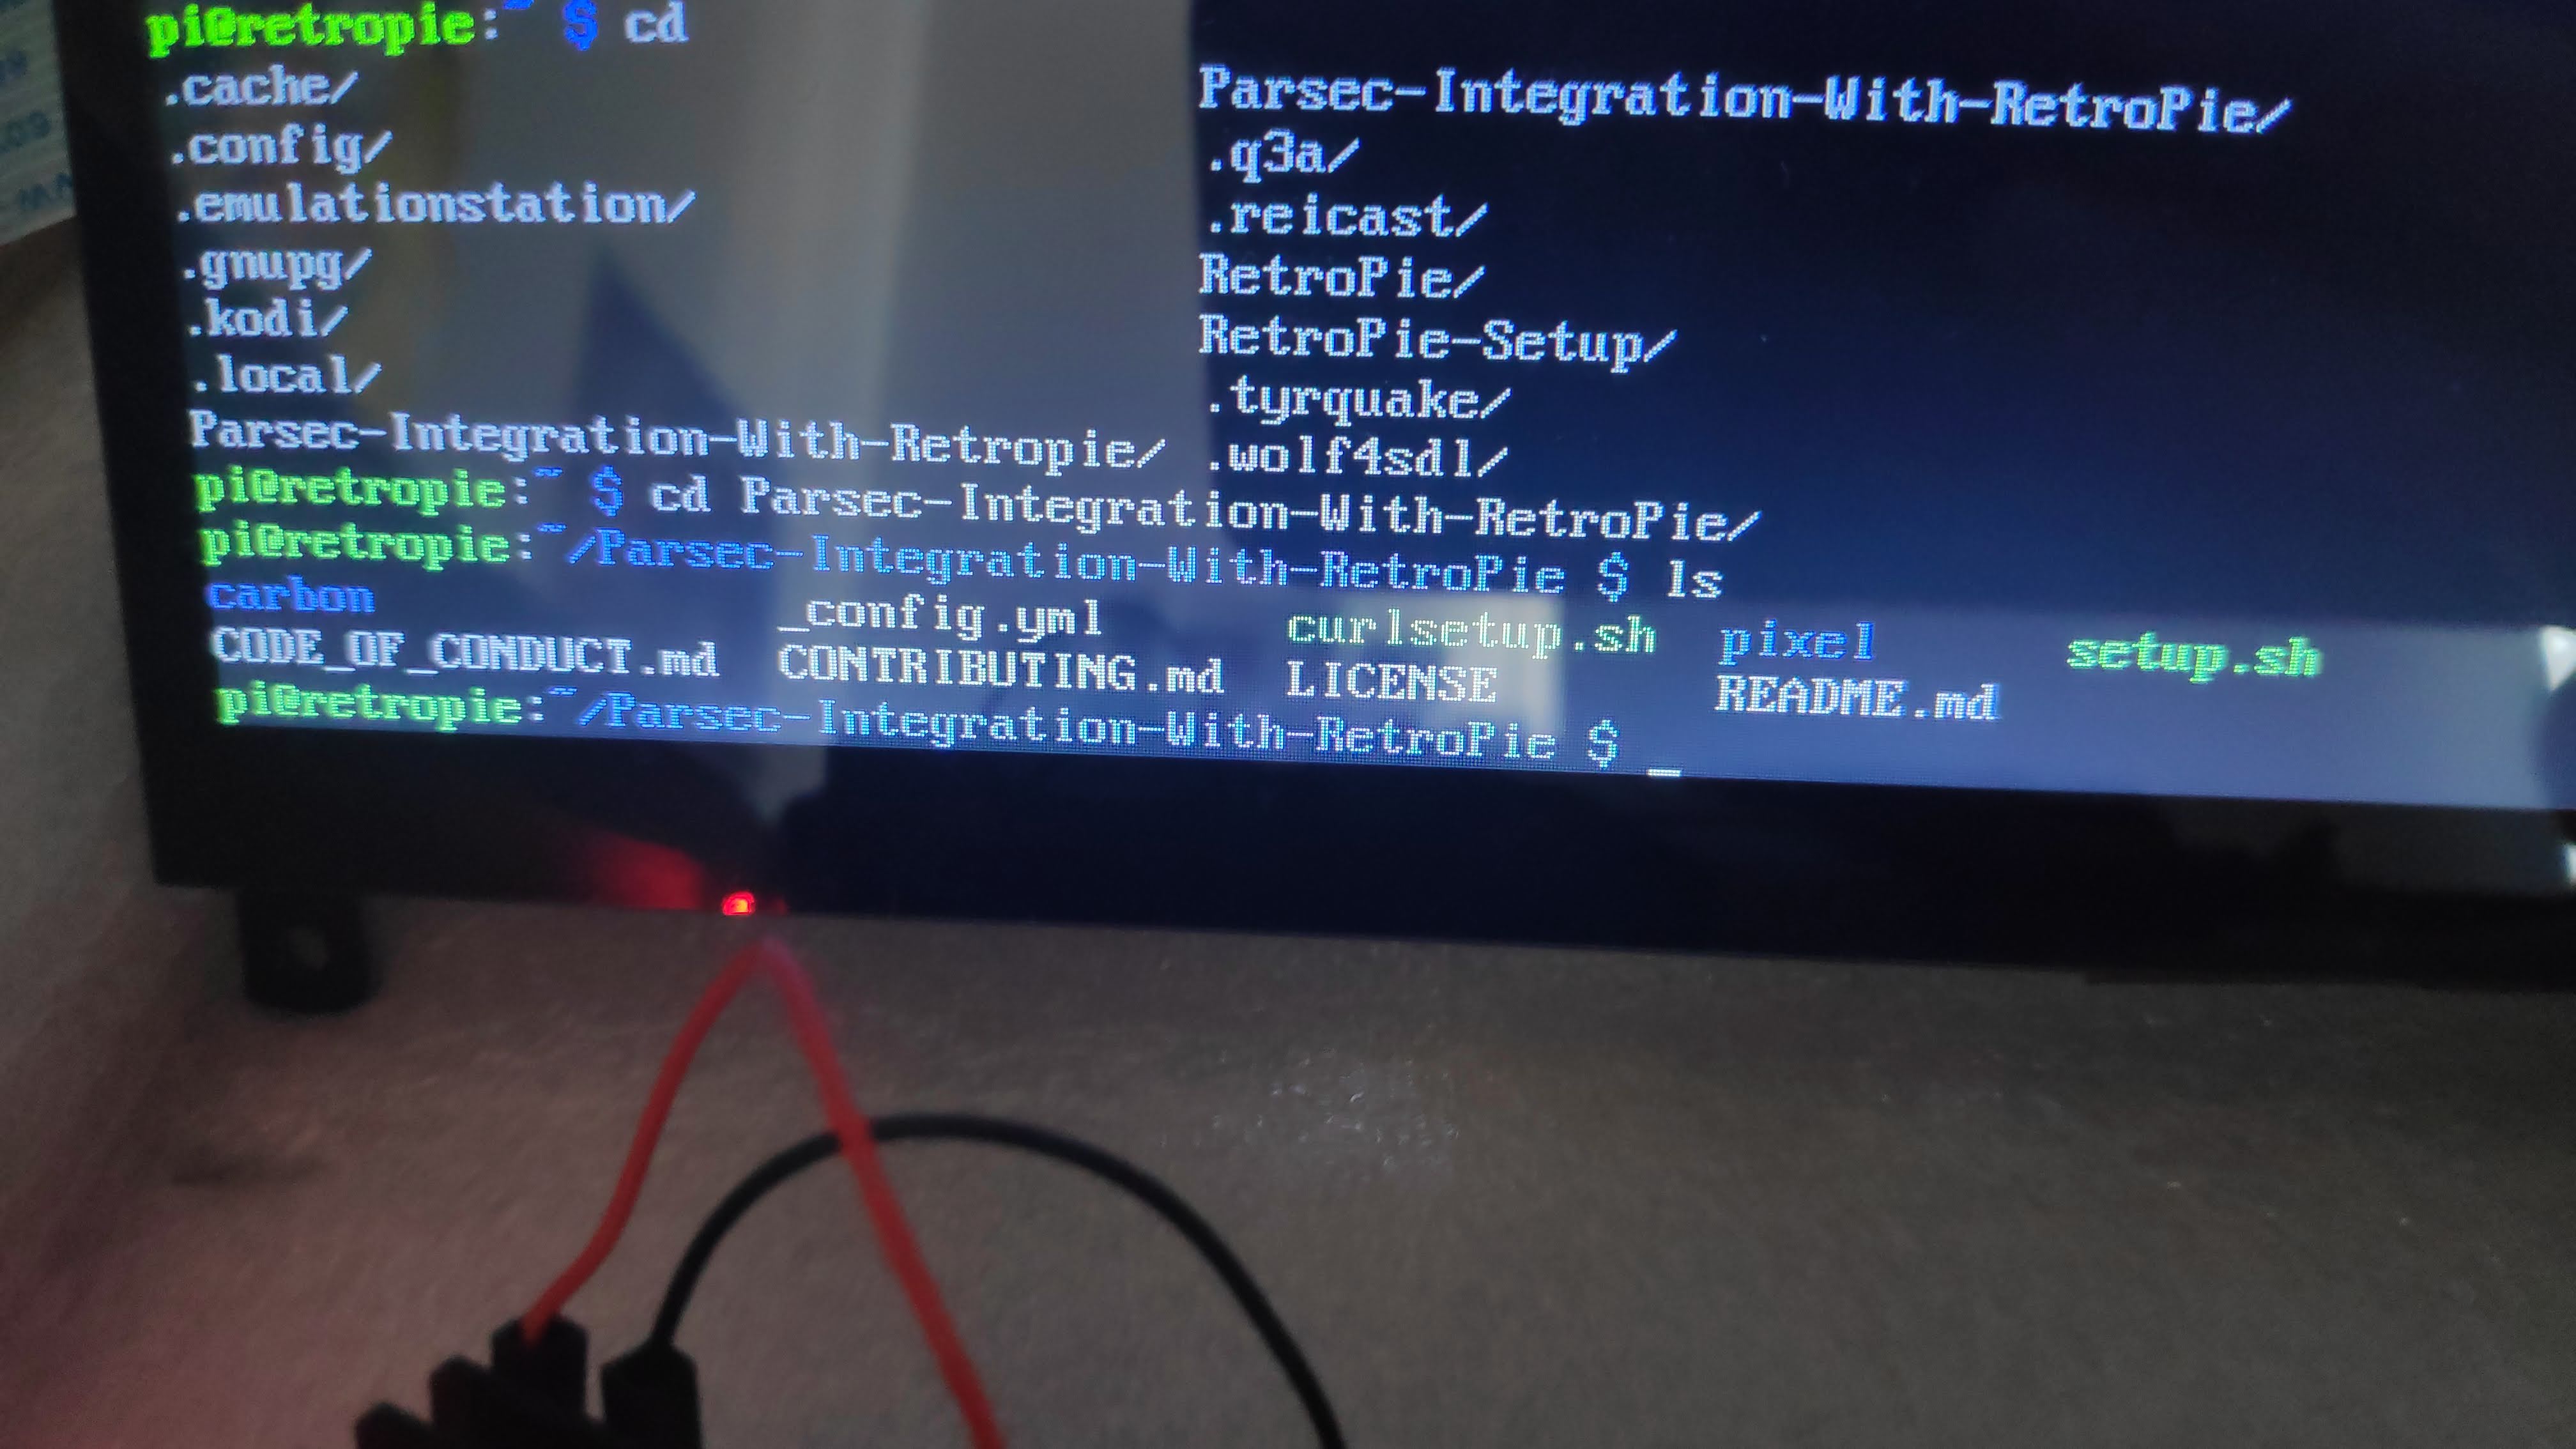 pi@retropie:~ $ cd
.cache/ Parsec-Integration-With-RetroPie/
.config/ .q3a/
.emulationstation/ .reicast/
.gnupg/ RetroPie/
.kodi/ RetroPie-Setup/
.local/ .tyrquake/
Parsec-Integration-With-Retropie/ .wolf4sdl/
pi@retropie:~ $ cd Parsec-Integration-With-RetroPie/
pi@retropie:~/Parsec-Integration-With-RetroPie $ ls
carbon _config.yml curlsetup.sh pixel setup.sh
CODE_OF_CONDUCT.md CONTRIBUTING.md LICENSE README.md
pi@retropie:~/Parsec-Integration-With-RetroPie $ _